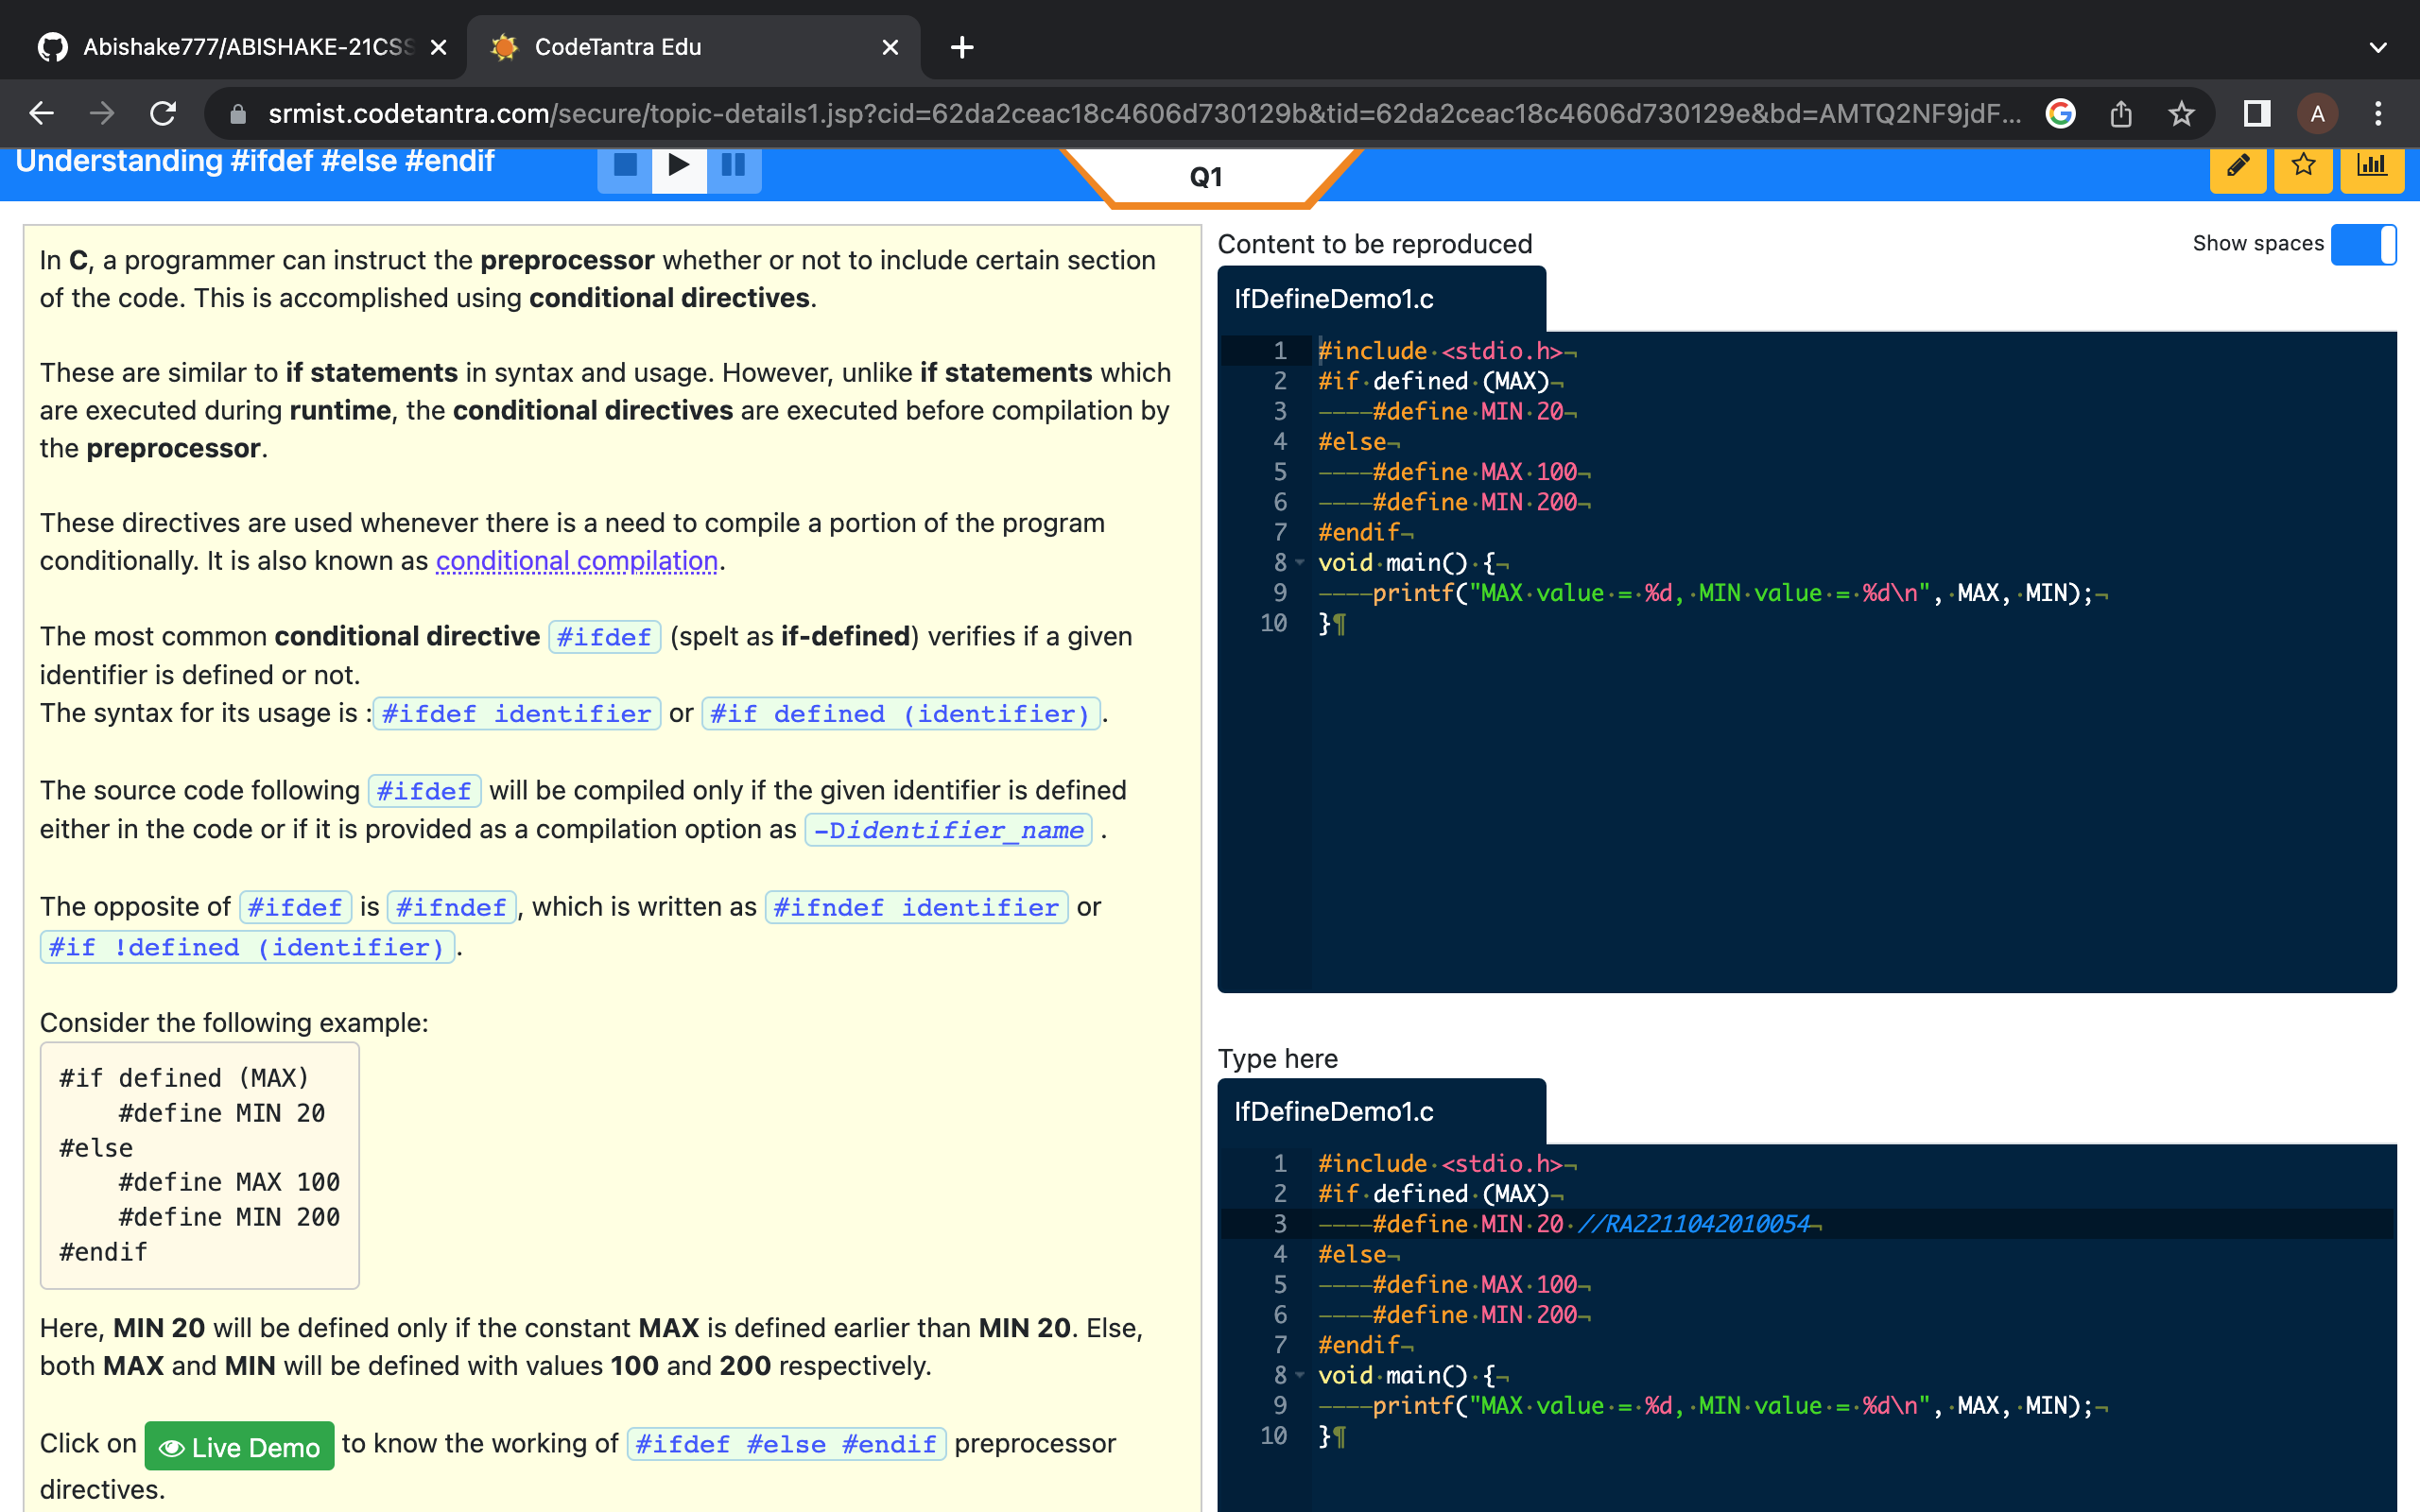 Abishake777/ABISHAKE-21CSS
CodeTantra Edu
srmist.codetantra.com/secure/topic-details1.jsp?cid=62da2ceac18c4606d730129b&tid=62da2ceac18c4606d730129e&bd=AMTQ2NF9jdF...
A
Understanding #ifdef #else #endif
Q1
In C, a programmer can instruct the preprocessor whether or not to include certain section
of the code. This is accomplished using conditional directives.
These are similar to if statements in syntax and usage. However, unlike if statements which
are executed during runtime, the conditional directives are executed before compilation by
the preprocessor.
These directives are used whenever there is a need to compile a portion of the program
conditionally. It is also known as conditional compilation.
The most common conditional directive #ifdef (spelt as if-defined) verifies if a given
identifier is defined or not.
The syntax for its usage is : #ifdef identifier or #if defined (identifier).
The source code following #ifdef will be compiled only if the given identifier is defined
either in the code or if it is provided as a compilation option as -Didentifier_name .
The opposite of #ifdef is #ifndef, which is written as #ifndef identifier or
#if !defined (identifier).
Consider the following example:
#if defined (MAX)
    #define MIN 20
#else
    #define MAX 100
    #define MIN 200
#endif
Here, MIN 20 will be defined only if the constant MAX is defined earlier than MIN 20. Else,
both MAX and MIN will be defined with values 100 and 200 respectively.
Click on Live Demo to know the working of #ifdef #else #endif preprocessor
directives.
Content to be reproduced
Show spaces
IfDefineDemo1.c
1 #include·<stdio.h>¬
2 #if·defined·(MAX)¬
3 ————#define·MIN·20¬
4 #else¬
5 ————#define·MAX·100¬
6 ————#define·MIN·200¬
7 #endif¬
8 void·main()·{¬
9 ————printf("MAX·value·=·%d,·MIN·value·=·%d\n",·MAX,·MIN);¬
10 }¶
Type here
IfDefineDemo1.c
1 #include·<stdio.h>¬
2 #if·defined·(MAX)¬
3 ————#define·MIN·20·//RA2211042010054¬
4 #else¬
5 ————#define·MAX·100¬
6 ————#define·MIN·200¬
7 #endif¬
8 void·main()·{¬
9 ————printf("MAX·value·=·%d,·MIN·value·=·%d\n",·MAX,·MIN);¬
10 }¶